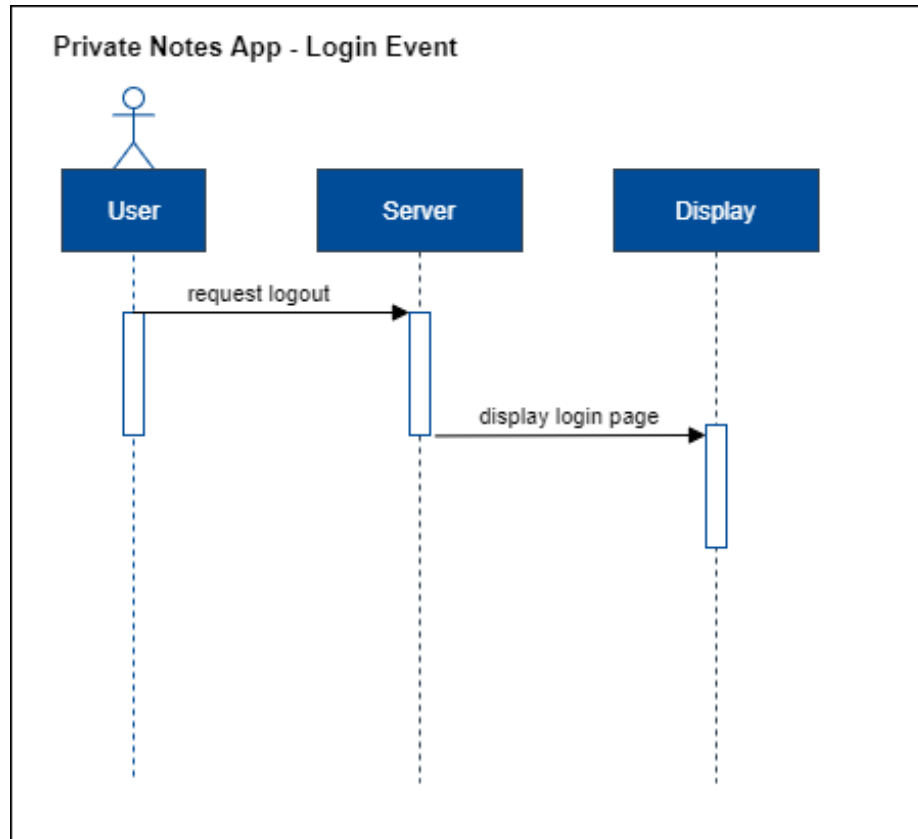 Private Notes App - Login Event
User
Server
Display
request logout
display login page